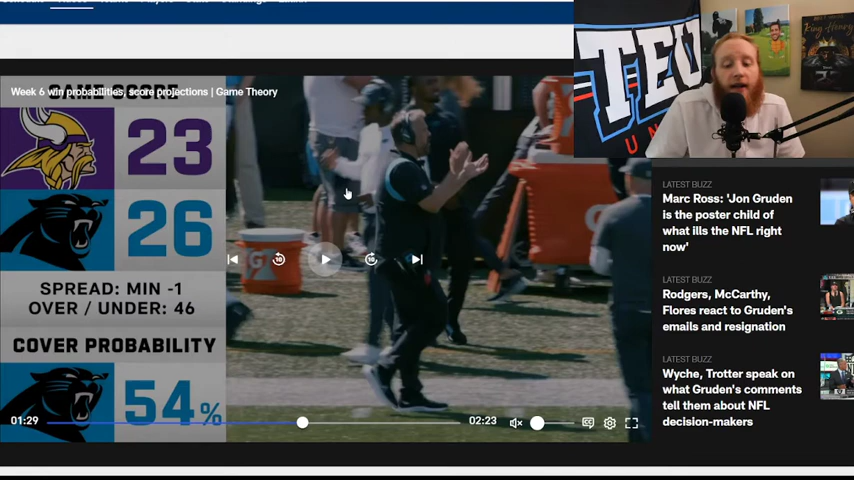 Week 6 win probabilities, score projections | Game Theory
GAME SCORE
23
26
SPREAD: MIN -1
OVER / UNDER: 46
COVER PROBABILITY
54%
10
10
01:29
02:23
LATEST BUZZ
Marc Ross: 'Jon Gruden
is the poster child of
what ills the NFL right
now'
LATEST BUZZ
Rodgers, McCarthy,
Flores react to Gruden's
emails and resignation
LATEST BUZZ
Wyche, Trotter speak on
what Gruden's comments
tell them about NFL
decision-makers